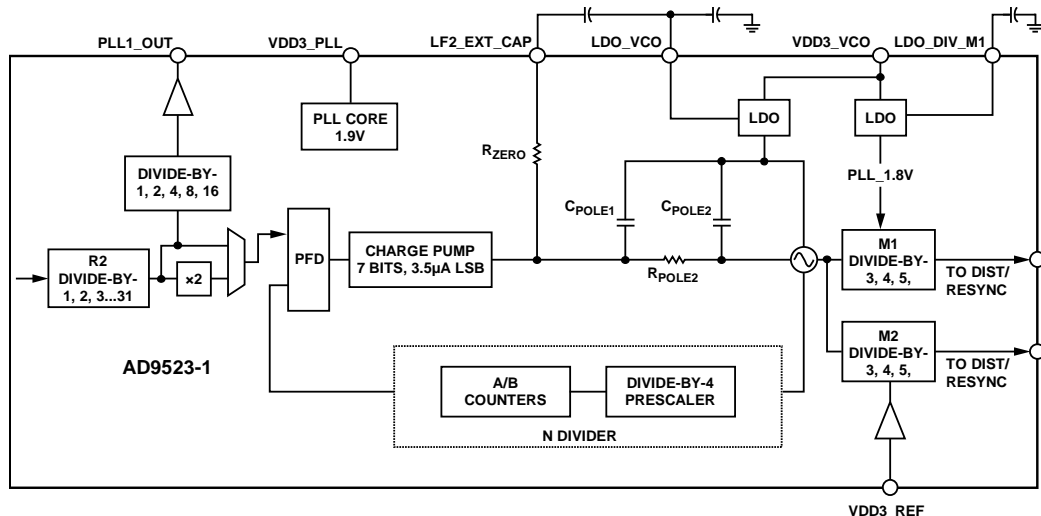 PLL1_OUT
VDD3_PLL
LF2_EXT_CAP
LDO_VCO
VDD3_VCO
LDO_DIV_M1
PLL CORE
1.9V
LDO
LDO
RZERO
DIVIDE-BY-
1, 2, 4, 8, 16
PLL_1.8V
CPOLE1
CPOLE2
R2
DIVIDE-BY-
1, 2, 3...31
×2
PFD
CHARGE PUMP
7 BITS, 3.5µA LSB
RPOLE2
M1
DIVIDE-BY-
3, 4, 5,
TO DIST/
RESYNC
AD9523-1
A/B
COUNTERS
DIVIDE-BY-4
PRESCALER
N DIVIDER
M2
DIVIDE-BY-
3, 4, 5,
TO DIST/
RESYNC
VDD3_REF